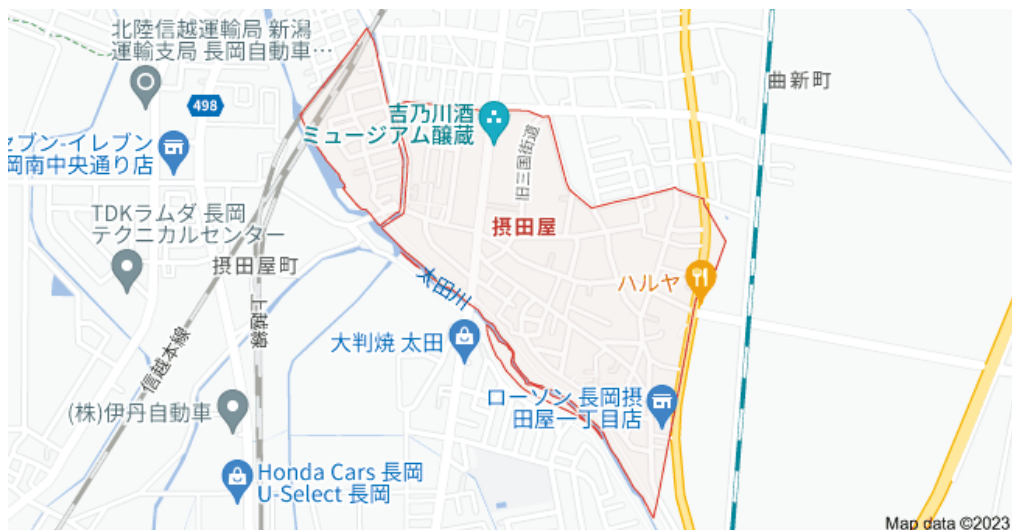 北陸信越運輸局 新潟
運輸支局 長岡自動車…
498
セブン-イレブン
岡南中央通り店
TDKラムダ 長岡
テクニカルセンター
摂田屋町
信越本線
上越線
(株)伊丹自動車
Honda Cars 長岡
U-Select 長岡
吉乃川酒
ミュージアム醸蔵
旧三国街道
摂田屋
太田川
大判焼 太田
ハルヤ
ローソン 長岡摂
田屋一丁目店
曲新町
Map data ©2023